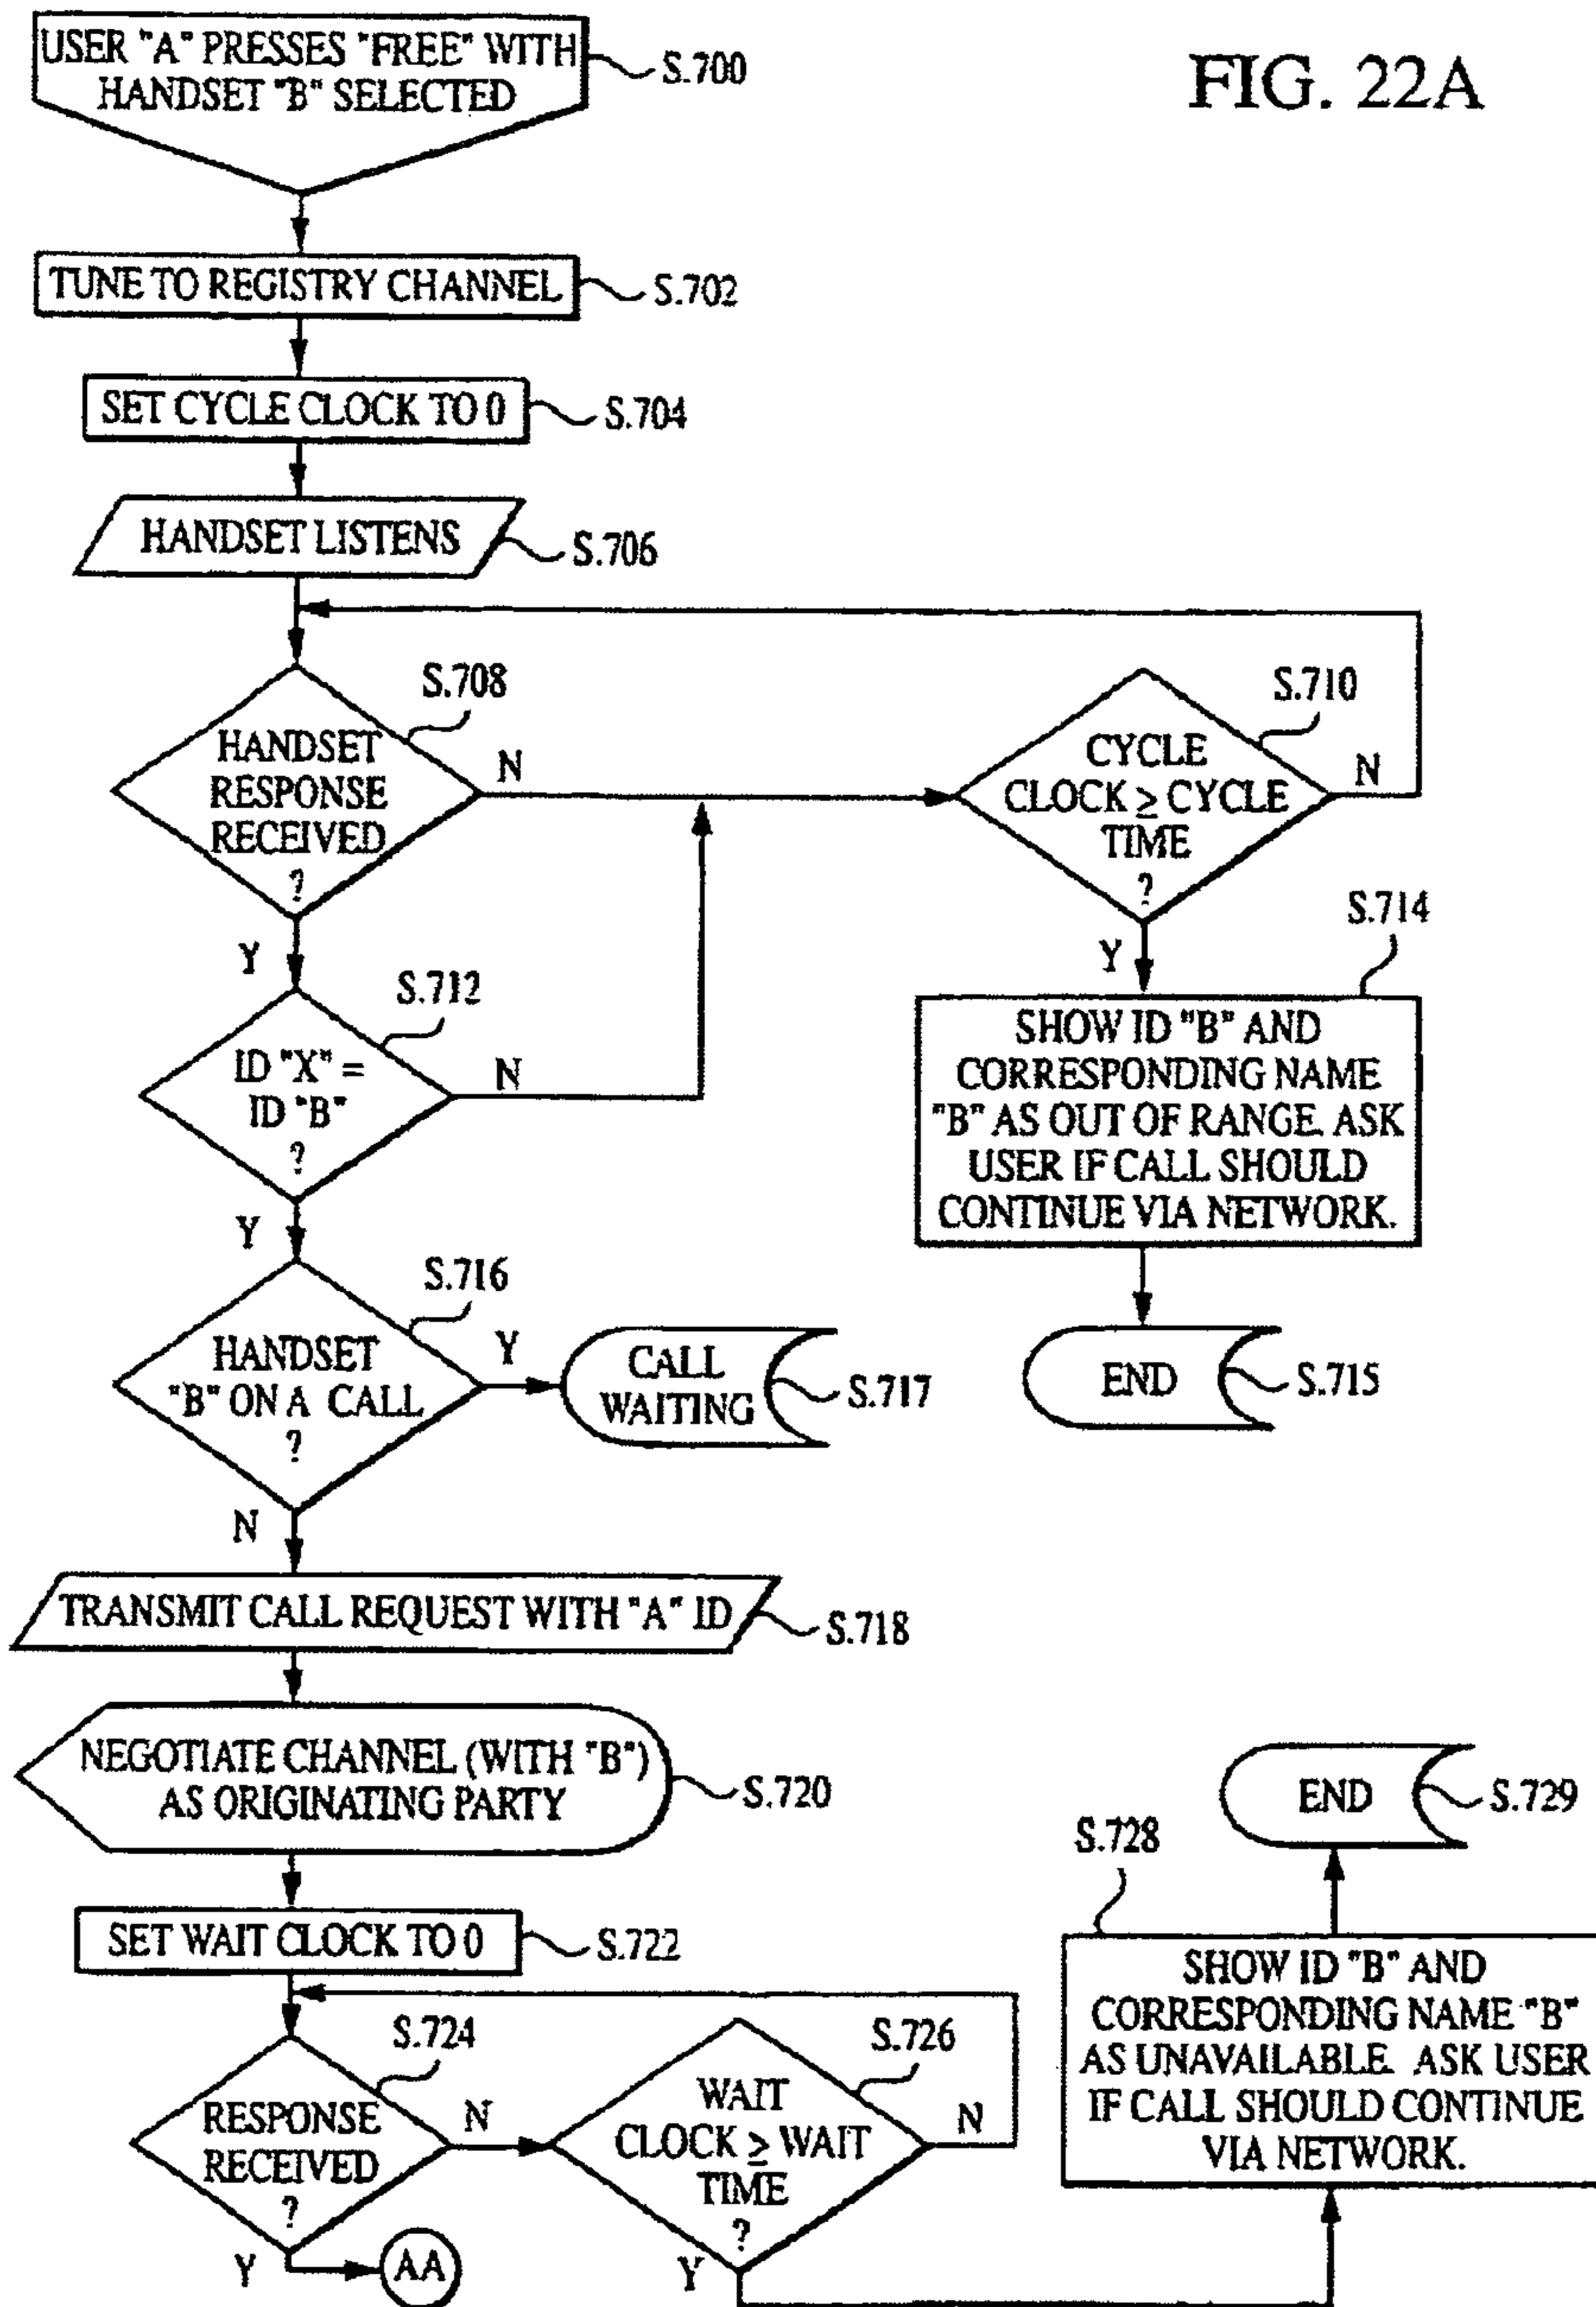 FIG. 22A
USER "A" PRESSES "FREE" WITH
HANDSET "B" SELECTED
S.700
TUNE TO REGISTRY CHANNEL
S.702
SET CYCLE CLOCK TO 0
S.704
HANDSET LISTENS
S.706
S.708
HANDSET
RESPONSE
RECEIVED
?
N
Y
S.710
CYCLE
CLOCK ≥ CYCLE
TIME
?
N
Y
S.712
ID "X" =
ID "B"
?
N
Y
S.714
SHOW ID "B" AND
CORRESPONDING NAME
"B" AS OUT OF RANGE. ASK
USER IF CALL SHOULD
CONTINUE VIA NETWORK.
END
S.715
S.716
HANDSET
"B" ON A CALL
?
Y
N
CALL
WAITING
S.717
TRANSMIT CALL REQUEST WITH "A" ID
S.718
NEGOTIATE CHANNEL (WITH "B")
AS ORIGINATING PARTY
S.720
SET WAIT CLOCK TO 0
S.722
S.724
RESPONSE
RECEIVED
?
N
Y
AA
S.726
WAIT
CLOCK ≥ WAIT
TIME
?
N
Y
S.728
SHOW ID "B" AND
CORRESPONDING NAME "B"
AS UNAVAILABLE. ASK USER
IF CALL SHOULD CONTINUE
VIA NETWORK.
END
S.729